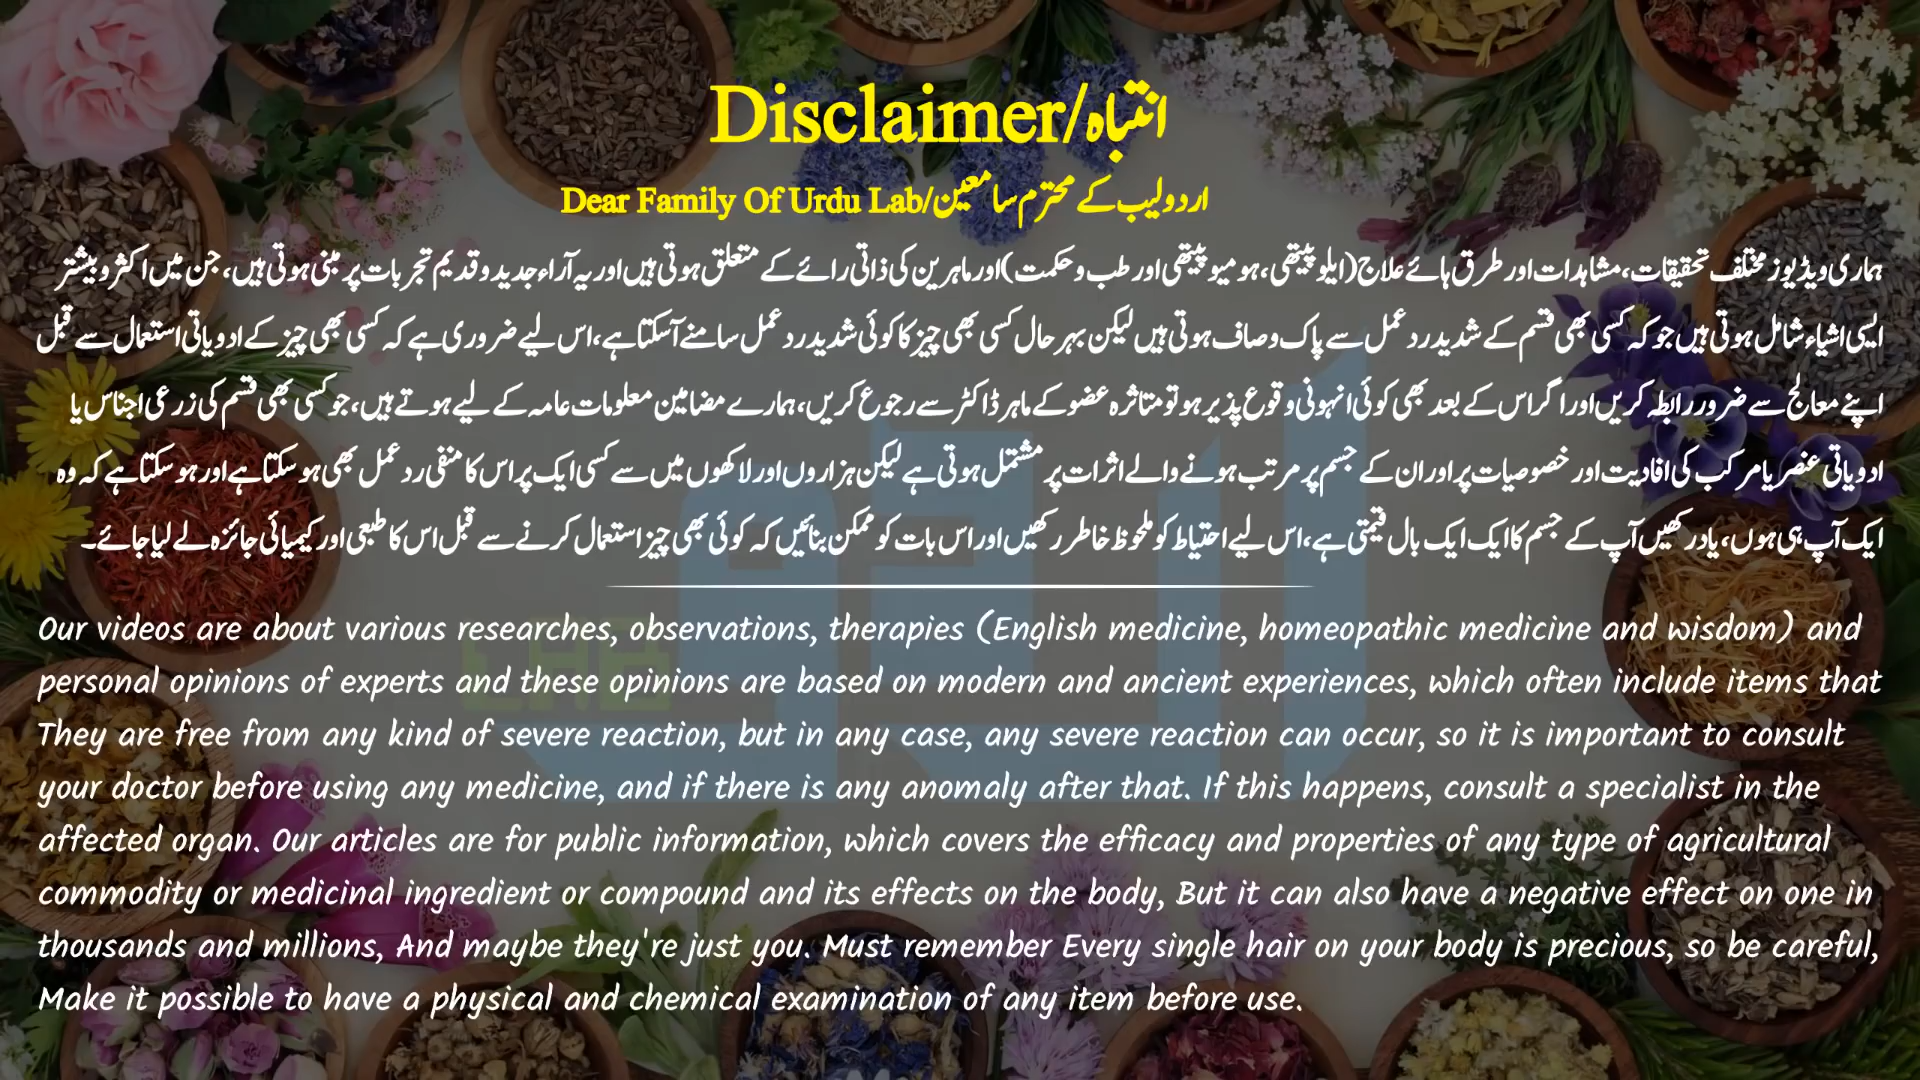 Disclaimer/انتباہ
Dear Family Of Urdu Lab/اردولیب کے محترم سامعین
ہماری ویڈیوز مختلف تحقیقات، مشاہدات اور طرق ہائے علاج (ایلوپیتھی، ہومیوپیتھی اور طب و حکمت) اور ماہرین کی ذاتی رائے کے متعلق ہوتی ہیں اور یہ آراء جدید و قدیم تجربات پر مبنی ہوتی ہیں، جن میں اکثر و بیشتر
ایسی اشیاء شامل ہوتی ہیں جو کہ کسی بھی قسم کے شدید رد عمل سے پاک و صاف ہوتی ہیں لیکن بہر حال کسی بھی چیز کا کوئی شدید رد عمل سامنے آسکتا ہے، اس لیے ضروری ہے کہ کسی بھی چیز کے ادویاتی استعمال سے قبل
اپنے معالج سے ضرور رابطہ کریں اور اگر اس کے بعد بھی کوئی انہونی وقوع پذیر ہو تو متاثرہ عضو کے ماہر ڈاکٹر سے رجوع کریں، ہمارے مضامین معلومات عامہ کے لیے ہوتے ہیں، جو کسی بھی قسم کی زرعی اجناس یا
ادویاتی عنصر یا مرکب کی افادیت اور خصوصیات پر اور ان کے جسم پر مرتب ہونے والے اثرات پر مشتمل ہوتی ہے لیکن ہزاروں اور لاکھوں میں سے کسی ایک پر اس کا منفی رد عمل بھی ہو سکتا ہے اور ہو سکتا ہے کہ وہ
ایک آپ ہی ہوں، یاد رکھیں آپ کے جسم کا ایک ایک بال قیمتی ہے، اس لیے احتیاط کو ملحوظ خاطر رکھیں اور اس بات کو ممکن بنائیں کہ کوئی بھی چیز استعمال کرنے سے قبل اس کا طبعی اور کیمیائی جائزہ لے لیا جائے۔
Our videos are about various researches, observations, therapies (English medicine, homeopathic medicine and wisdom) and
personal opinions of experts and these opinions are based on modern and ancient experiences, which often include items that
They are free from any kind of severe reaction, but in any case, any severe reaction can occur, so it is important to consult
your doctor before using any medicine, and if there is any anomaly after that. If this happens, consult a specialist in the
affected organ. Our articles are for public information, which covers the efficacy and properties of any type of agricultural
commodity or medicinal ingredient or compound and its effects on the body, But it can also have a negative effect on one in
thousands and millions, And maybe they're just you. Must remember Every single hair on your body is precious, so be careful,
Make it possible to have a physical and chemical examination of any item before use.
اردو
LAB